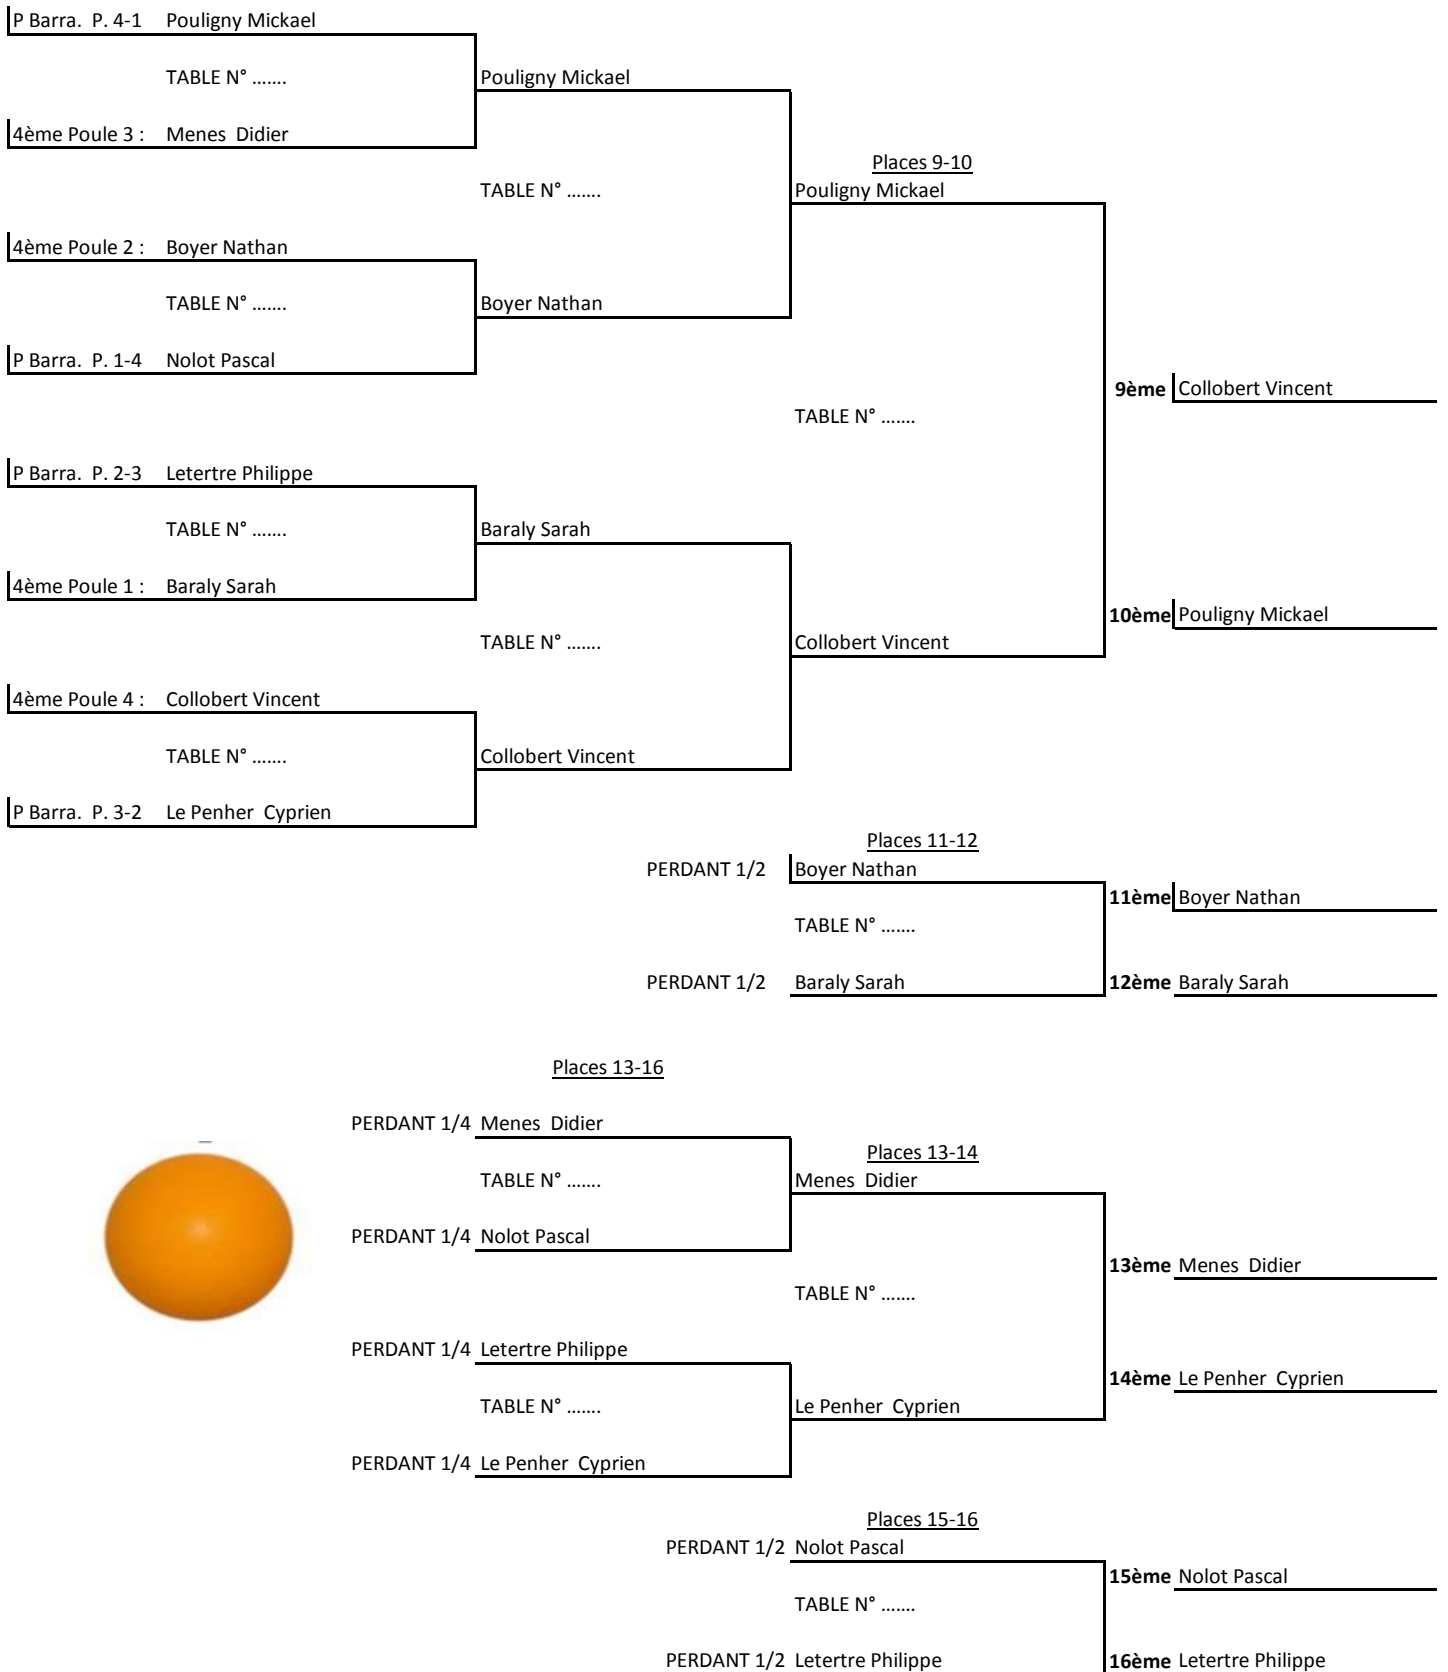 P Barra. P. 4-1 Pouligny Mickael
TABLE N° .......
Pouligny Mickael
4ème Poule 3 : Menes Didier
Places 9-10
TABLE N° .......
Pouligny Mickael
4ème Poule 2 : Boyer Nathan
TABLE N° .......
Boyer Nathan
P Barra. P. 1-4 Nolot Pascal
9ème Collobert Vincent
TABLE N° .......
P Barra. P. 2-3 Letertre Philippe
TABLE N° .......
Baraly Sarah
4ème Poule 1 : Baraly Sarah
10ème Pouligny Mickael
TABLE N° .......
Collobert Vincent
4ème Poule 4 : Collobert Vincent
TABLE N° .......
Collobert Vincent
P Barra. P. 3-2 Le Penher Cyprien
Places 11-12
PERDANT 1/2 Boyer Nathan
11ème Boyer Nathan
TABLE N° .......
PERDANT 1/2 Baraly Sarah
12ème Baraly Sarah
Places 13-16
PERDANT 1/4 Menes Didier
Places 13-14
TABLE N° .......
Menes Didier
PERDANT 1/4 Nolot Pascal
13ème Menes Didier
TABLE N° .......
PERDANT 1/4 Letertre Philippe
14ème Le Penher Cyprien
TABLE N° .......
Le Penher Cyprien
PERDANT 1/4 Le Penher Cyprien
Places 15-16
PERDANT 1/2 Nolot Pascal
15ème Nolot Pascal
TABLE N° .......
PERDANT 1/2 Letertre Philippe
16ème Letertre Philippe